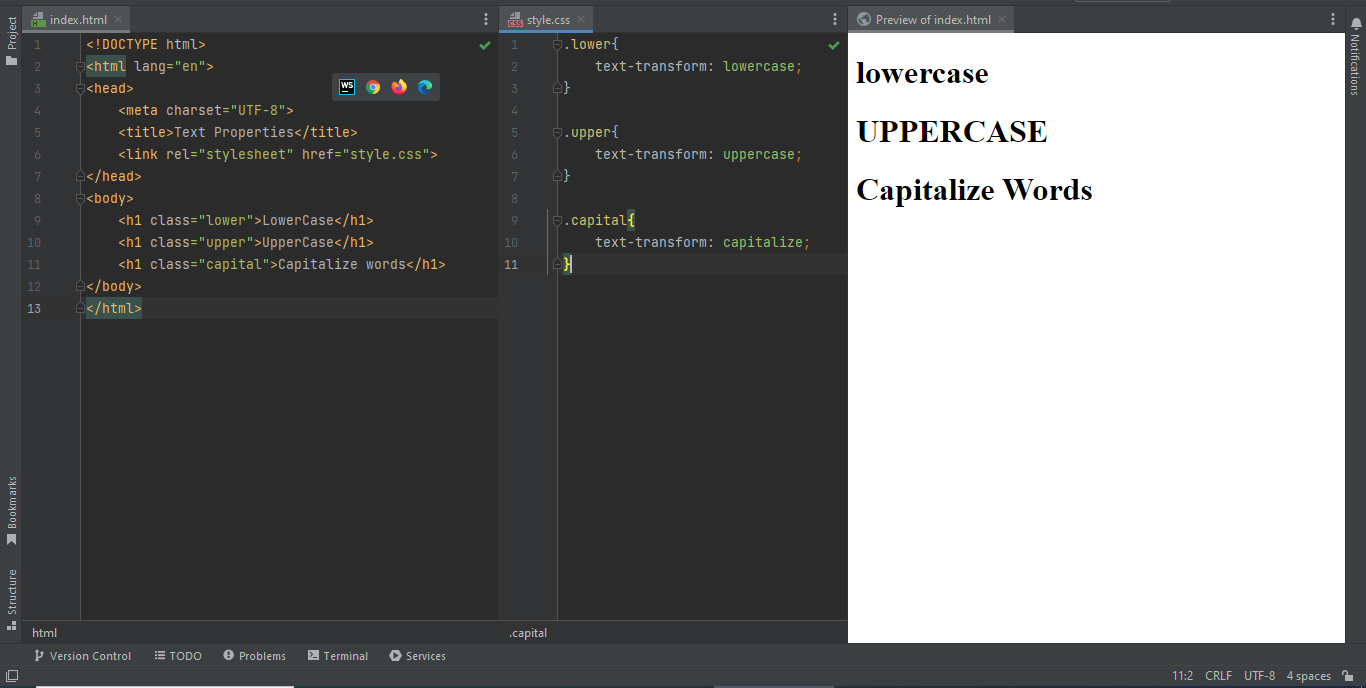 Project
index.html
style.css
Preview of index.html
Notifications
1 <!DOCTYPE html>
2 <html lang="en">
3 <head>
4 <meta charset="UTF-8">
5 <title>Text Properties</title>
6 <link rel="stylesheet" href="style.css">
7 </head>
8 <body>
9 <h1 class="lower">LowerCase</h1>
10 <h1 class="upper">UpperCase</h1>
11 <h1 class="capital">Capitalize words</h1>
12 </body>
13 </html>
WS
1 .lower{
2 text-transform: lowercase;
3 }
4
5 .upper{
6 text-transform: uppercase;
7 }
8
9 .capital{
10 text-transform: capitalize;
11 }
lowercase
UPPERCASE
Capitalize Words
Bookmarks
Structure
html
.capital
Version Control
TODO
Problems
Terminal
Services
11:2 CRLF UTF-8 4 spaces